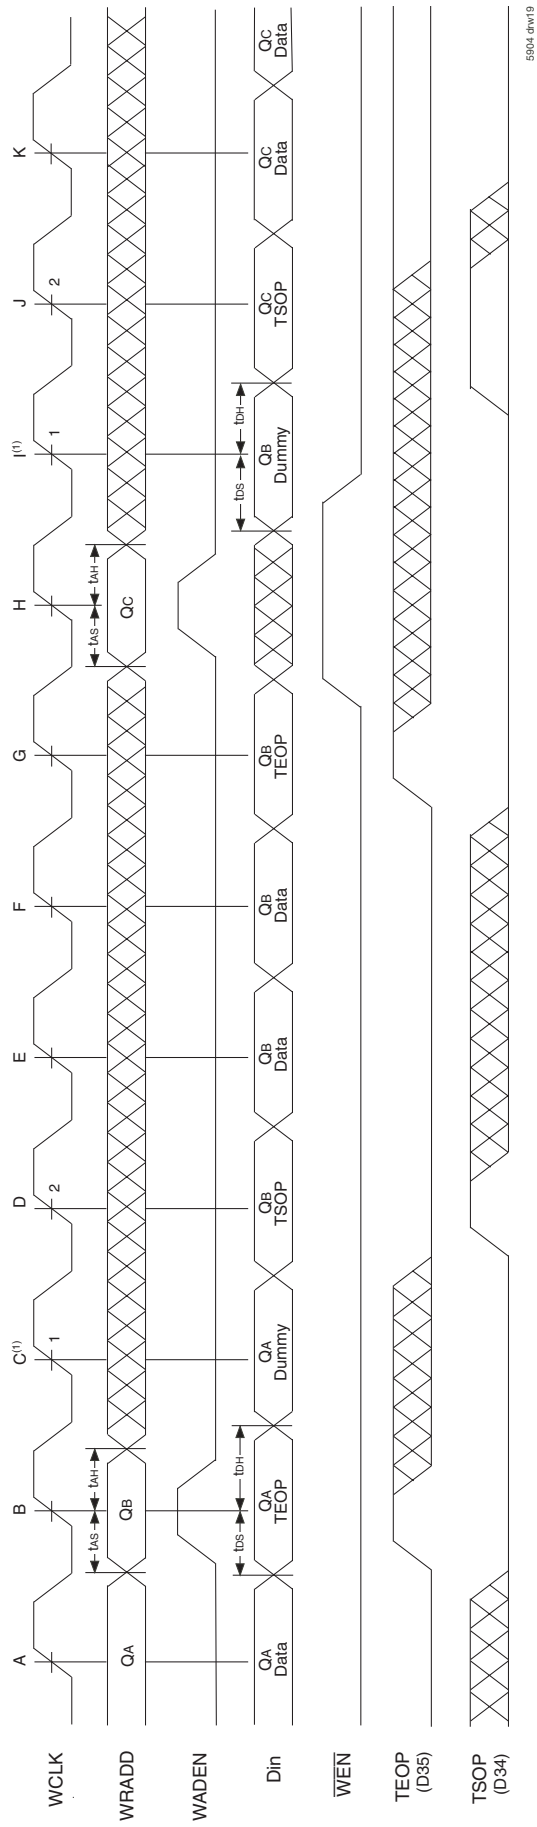 A B C(1) D E F G H I(1) J K
WCLK 1 2 1 2
WRADD QA tAS tAH QB tAS tAH QC
WADEN
Din QA Data tDS tDH QA TEOP QA Dummy QB TSOP QB Data QB Data QB TEOP tDS tDH QB Dummy QC TSOP QC Data QC Data
WEN
TEOP
(D35)
TSOP
(D34)
5904 drw19